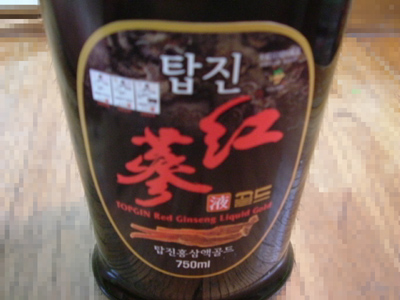 탑진
紅
蔘
液 골드
TOPGIN Red Ginseng Liquid Gold
탑진홍삼액골드
750ml